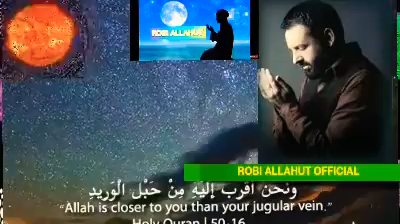 ROBI ALLAHUT
ROBI ALLAHUT OFFICIAL
وَنَحْنُ أَقْرَبُ إِلَيْهِ مِنْ حَبْلِ الْوَرِيدِ
“Allah is closer to you than your jugular vein.”
Holy Quran | 50-16